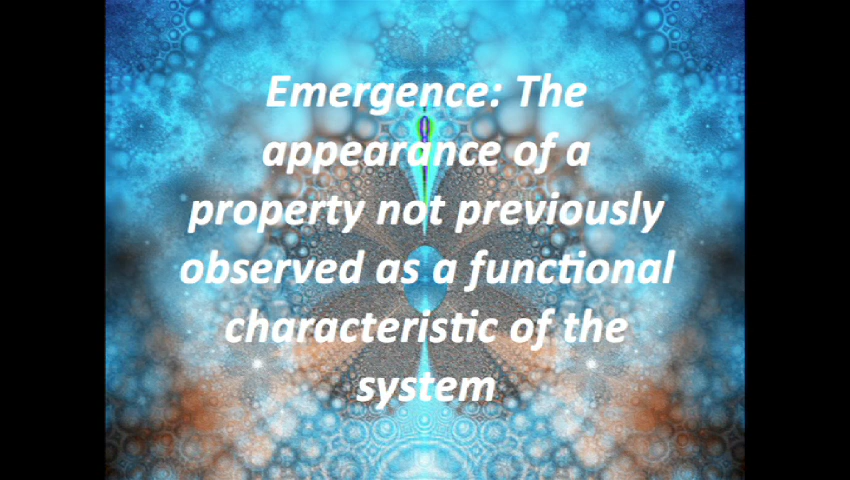 Emergence: The
appearance of a
property not previously
observed as a functional
characteristic of the
system